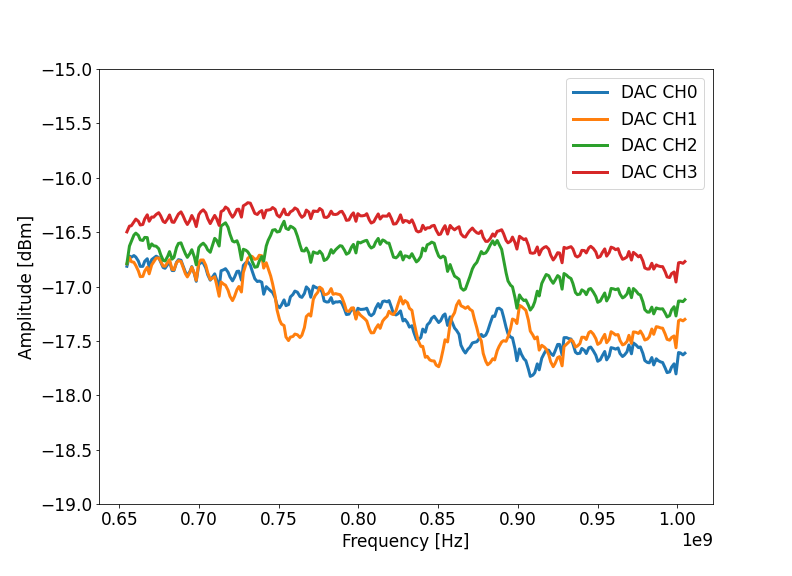 −15.0
−15.5
−16.0
−16.5
−17.0
−17.5
−18.0
−18.5
−19.0
Amplitude [dBm]
DAC CH0
DAC CH1
DAC CH2
DAC CH3
0.65 0.70 0.75 0.80 0.85 0.90 0.95 1.00
Frequency [Hz]
1e9